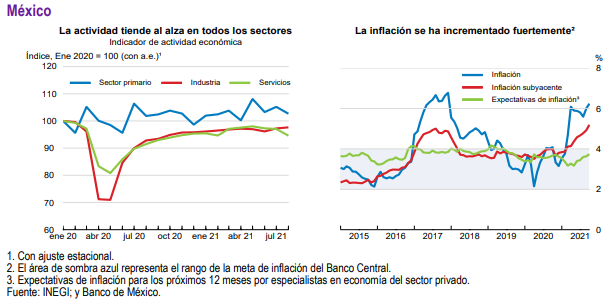 México
La actividad tiende al alza en todos los sectores
Indicador de actividad económica
Índice, Ene 2020 = 100 (con a.e.)¹
Sector primario
Industria
Servicios
120
110
100
90
80
70
60
ene 20
abr 20
jul 20
oct 20
ene 21
abr 21
jul 21
La inflación se ha incrementado fuertemente²
%
Inflación
Inflación subyacente
Expectativas de inflación³
8
6
4
2
0
2015
2016
2017
2018
2019
2020
2021
1. Con ajuste estacional.
2. El área de sombra azul representa el rango de la meta de inflación del Banco Central.
3. Expectativas de inflación para los próximos 12 meses por especialistas en economía del sector privado.
Fuente: INEGI; y Banco de México.